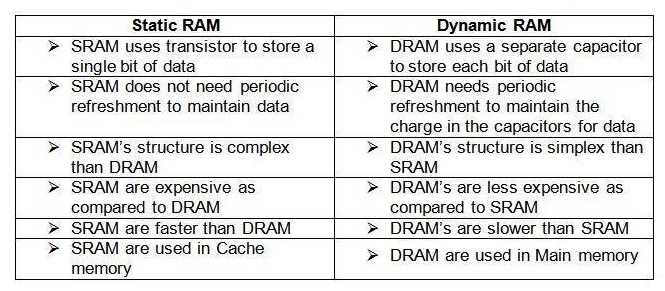 Static RAM
Dynamic RAM
➢ SRAM uses transistor to store a
single bit of data
➢ DRAM uses a separate capacitor
to store each bit of data
➢ SRAM does not need periodic
refreshment to maintain data
➢ DRAM needs periodic
refreshment to maintain the
charge in the capacitors for data
➢ SRAM's structure is complex
than DRAM
➢ DRAM's structure is simplex than
SRAM
➢ SRAM are expensive as
compared to DRAM
➢ DRAM's are less expensive as
compared to SRAM
➢ SRAM are faster than DRAM
➢ DRAM's are slower than SRAM
➢ SRAM are used in Cache
memory
➢ DRAM are used in Main memory